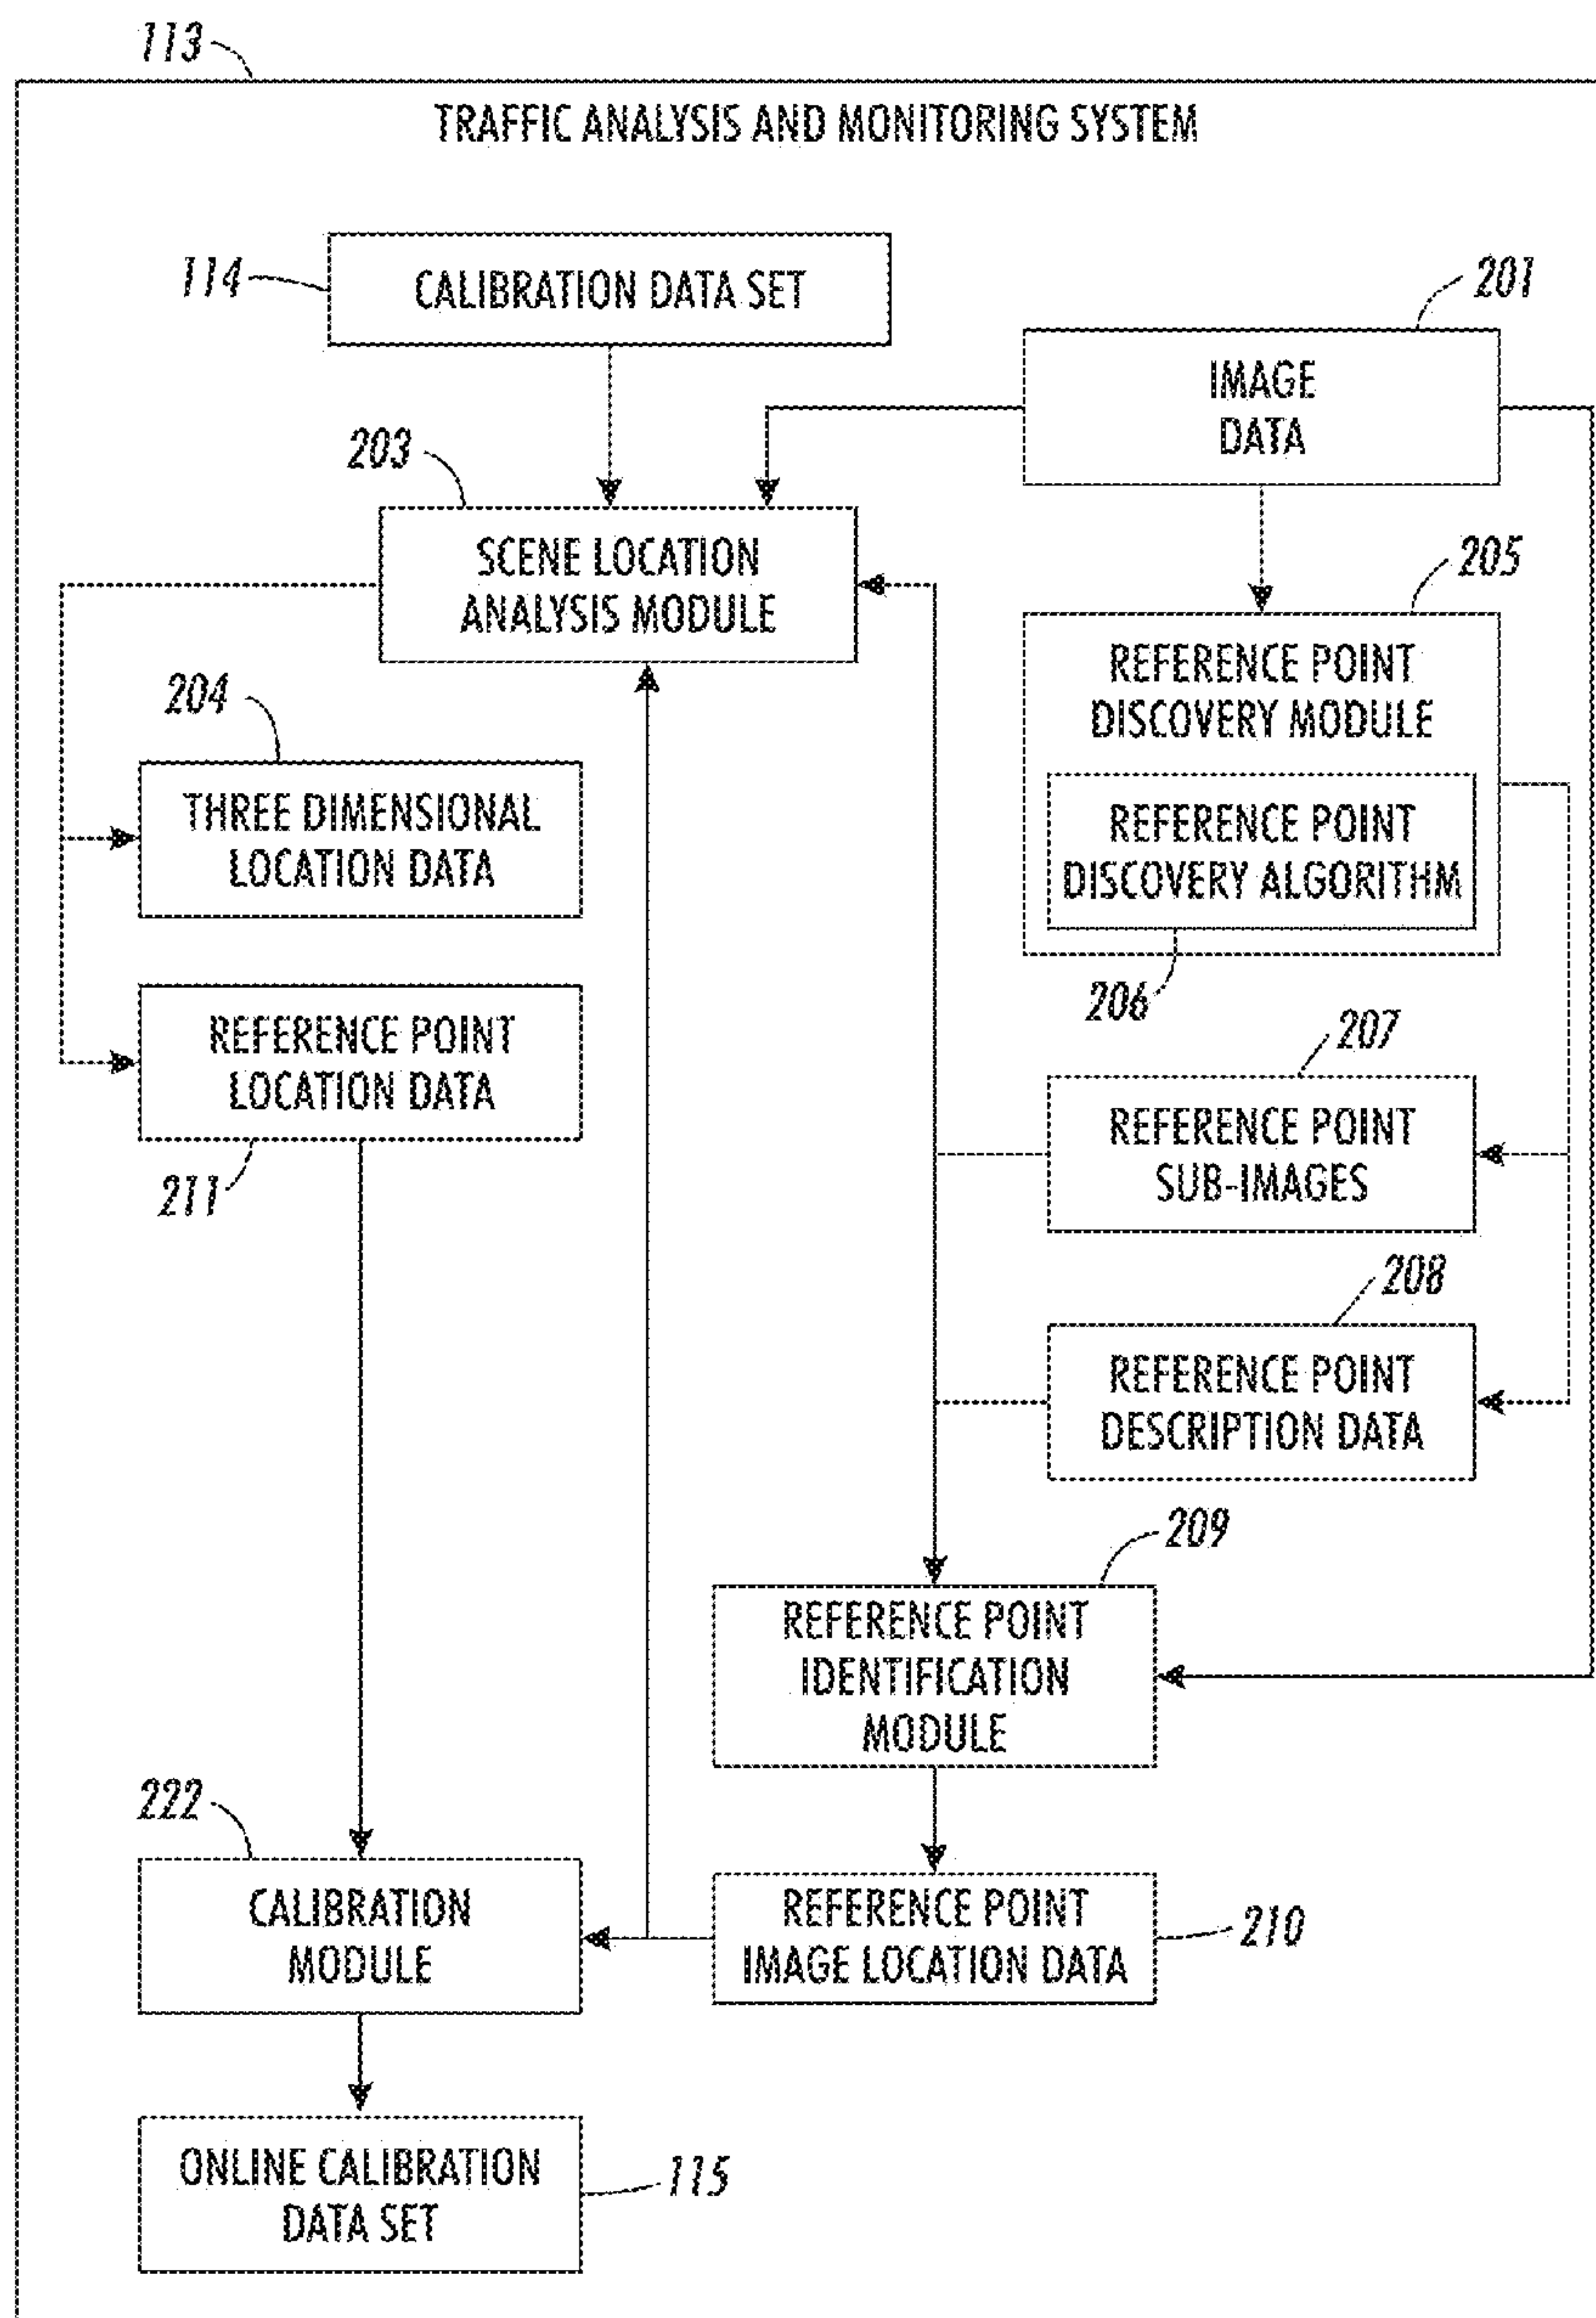 113
TRAFFIC ANALYSIS AND MONITORING SYSTEM
114
CALIBRATION DATA SET
201
IMAGE
DATA
203
SCENE LOCATION
ANALYSIS MODULE
205
REFERENCE POINT
DISCOVERY MODULE
204
THREE DIMENSIONAL
LOCATION DATA
REFERENCE POINT
DISCOVERY ALGORITHM
206
REFERENCE POINT
LOCATION DATA
211
207
REFERENCE POINT
SUB-IMAGES
208
REFERENCE POINT
DESCRIPTION DATA
209
REFERENCE POINT
IDENTIFICATION
MODULE
222
CALIBRATION
MODULE
REFERENCE POINT
IMAGE LOCATION DATA
210
ONLINE CALIBRATION
DATA SET
115